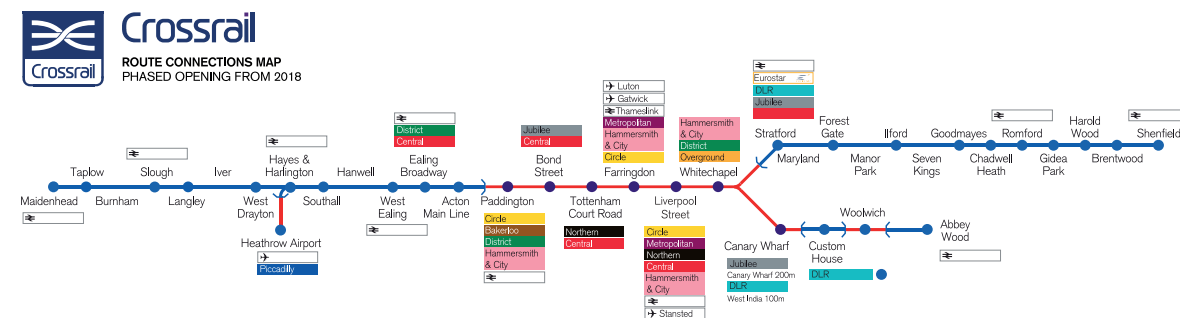 Crossrail
Crossrail
ROUTE CONNECTIONS MAP
PHASED OPENING FROM 2018
Maidenhead
Taplow
Burnham
Slough
Langley
Iver
West
Drayton
Hayes &
Harlington
Heathrow Airport
Piccadilly
Southall
Hanwell
West
Ealing
District
Central
Ealing
Broadway
Acton
Main Line
Paddington
Circle
Bakerloo
District
Hammersmith
& City
Jubilee
Central
Bond
Street
Tottenham
Court Road
Northern
Central
Luton
Gatwick
Thameslink
Metropolitan
Hammersmith
& City
Circle
Farringdon
Liverpool
Street
Circle
Metropolitan
Northern
Central
Hammersmith
& City
Stansted
Hammersmith
& City
District
Overground
Whitechapel
Eurostar
DLR
Jubilee
Stratford
Maryland
Forest
Gate
Manor
Park
Ilford
Seven
Kings
Goodmayes
Chadwell
Heath
Romford
Gidea
Park
Harold
Wood
Brentwood
Shenfield
Canary Wharf
Jubilee
Canary Wharf 200m
DLR
West India 100m
Custom
House
DLR
Woolwich
Abbey
Wood